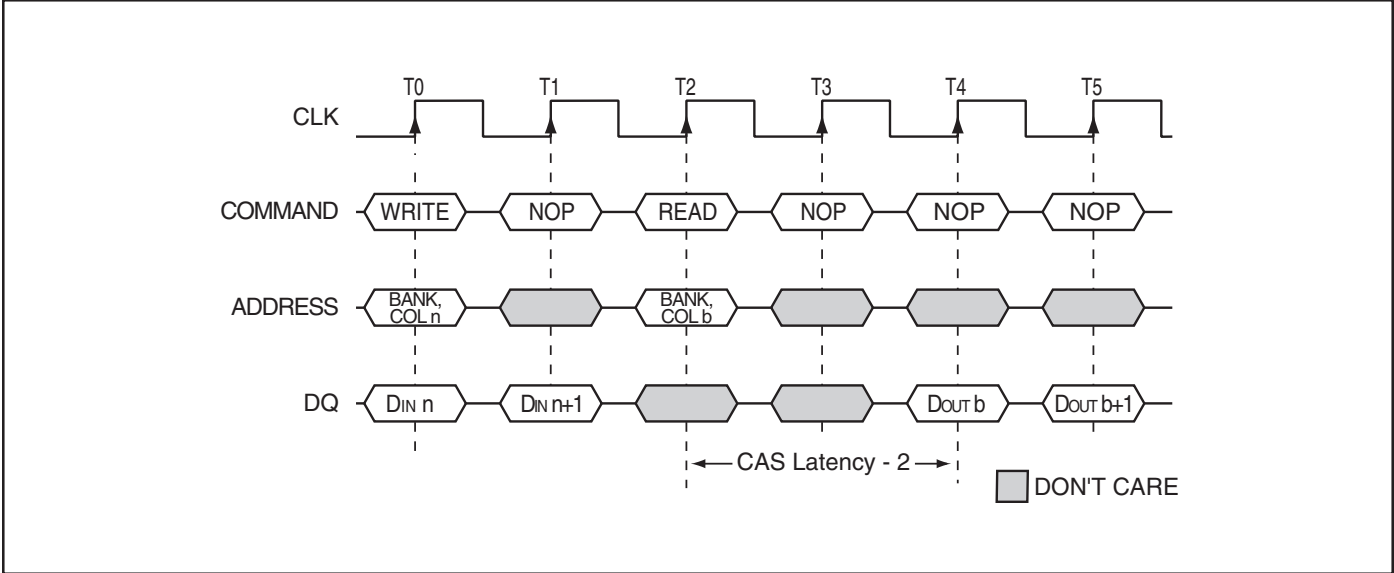 T0 T1 T2 T3 T4 T5
CLK
COMMAND WRITE NOP READ NOP NOP NOP
ADDRESS BANK, COL n BANK, COL b
DQ DIN n DIN n+1 DOUT b DOUT b+1
CAS Latency - 2
DON'T CARE